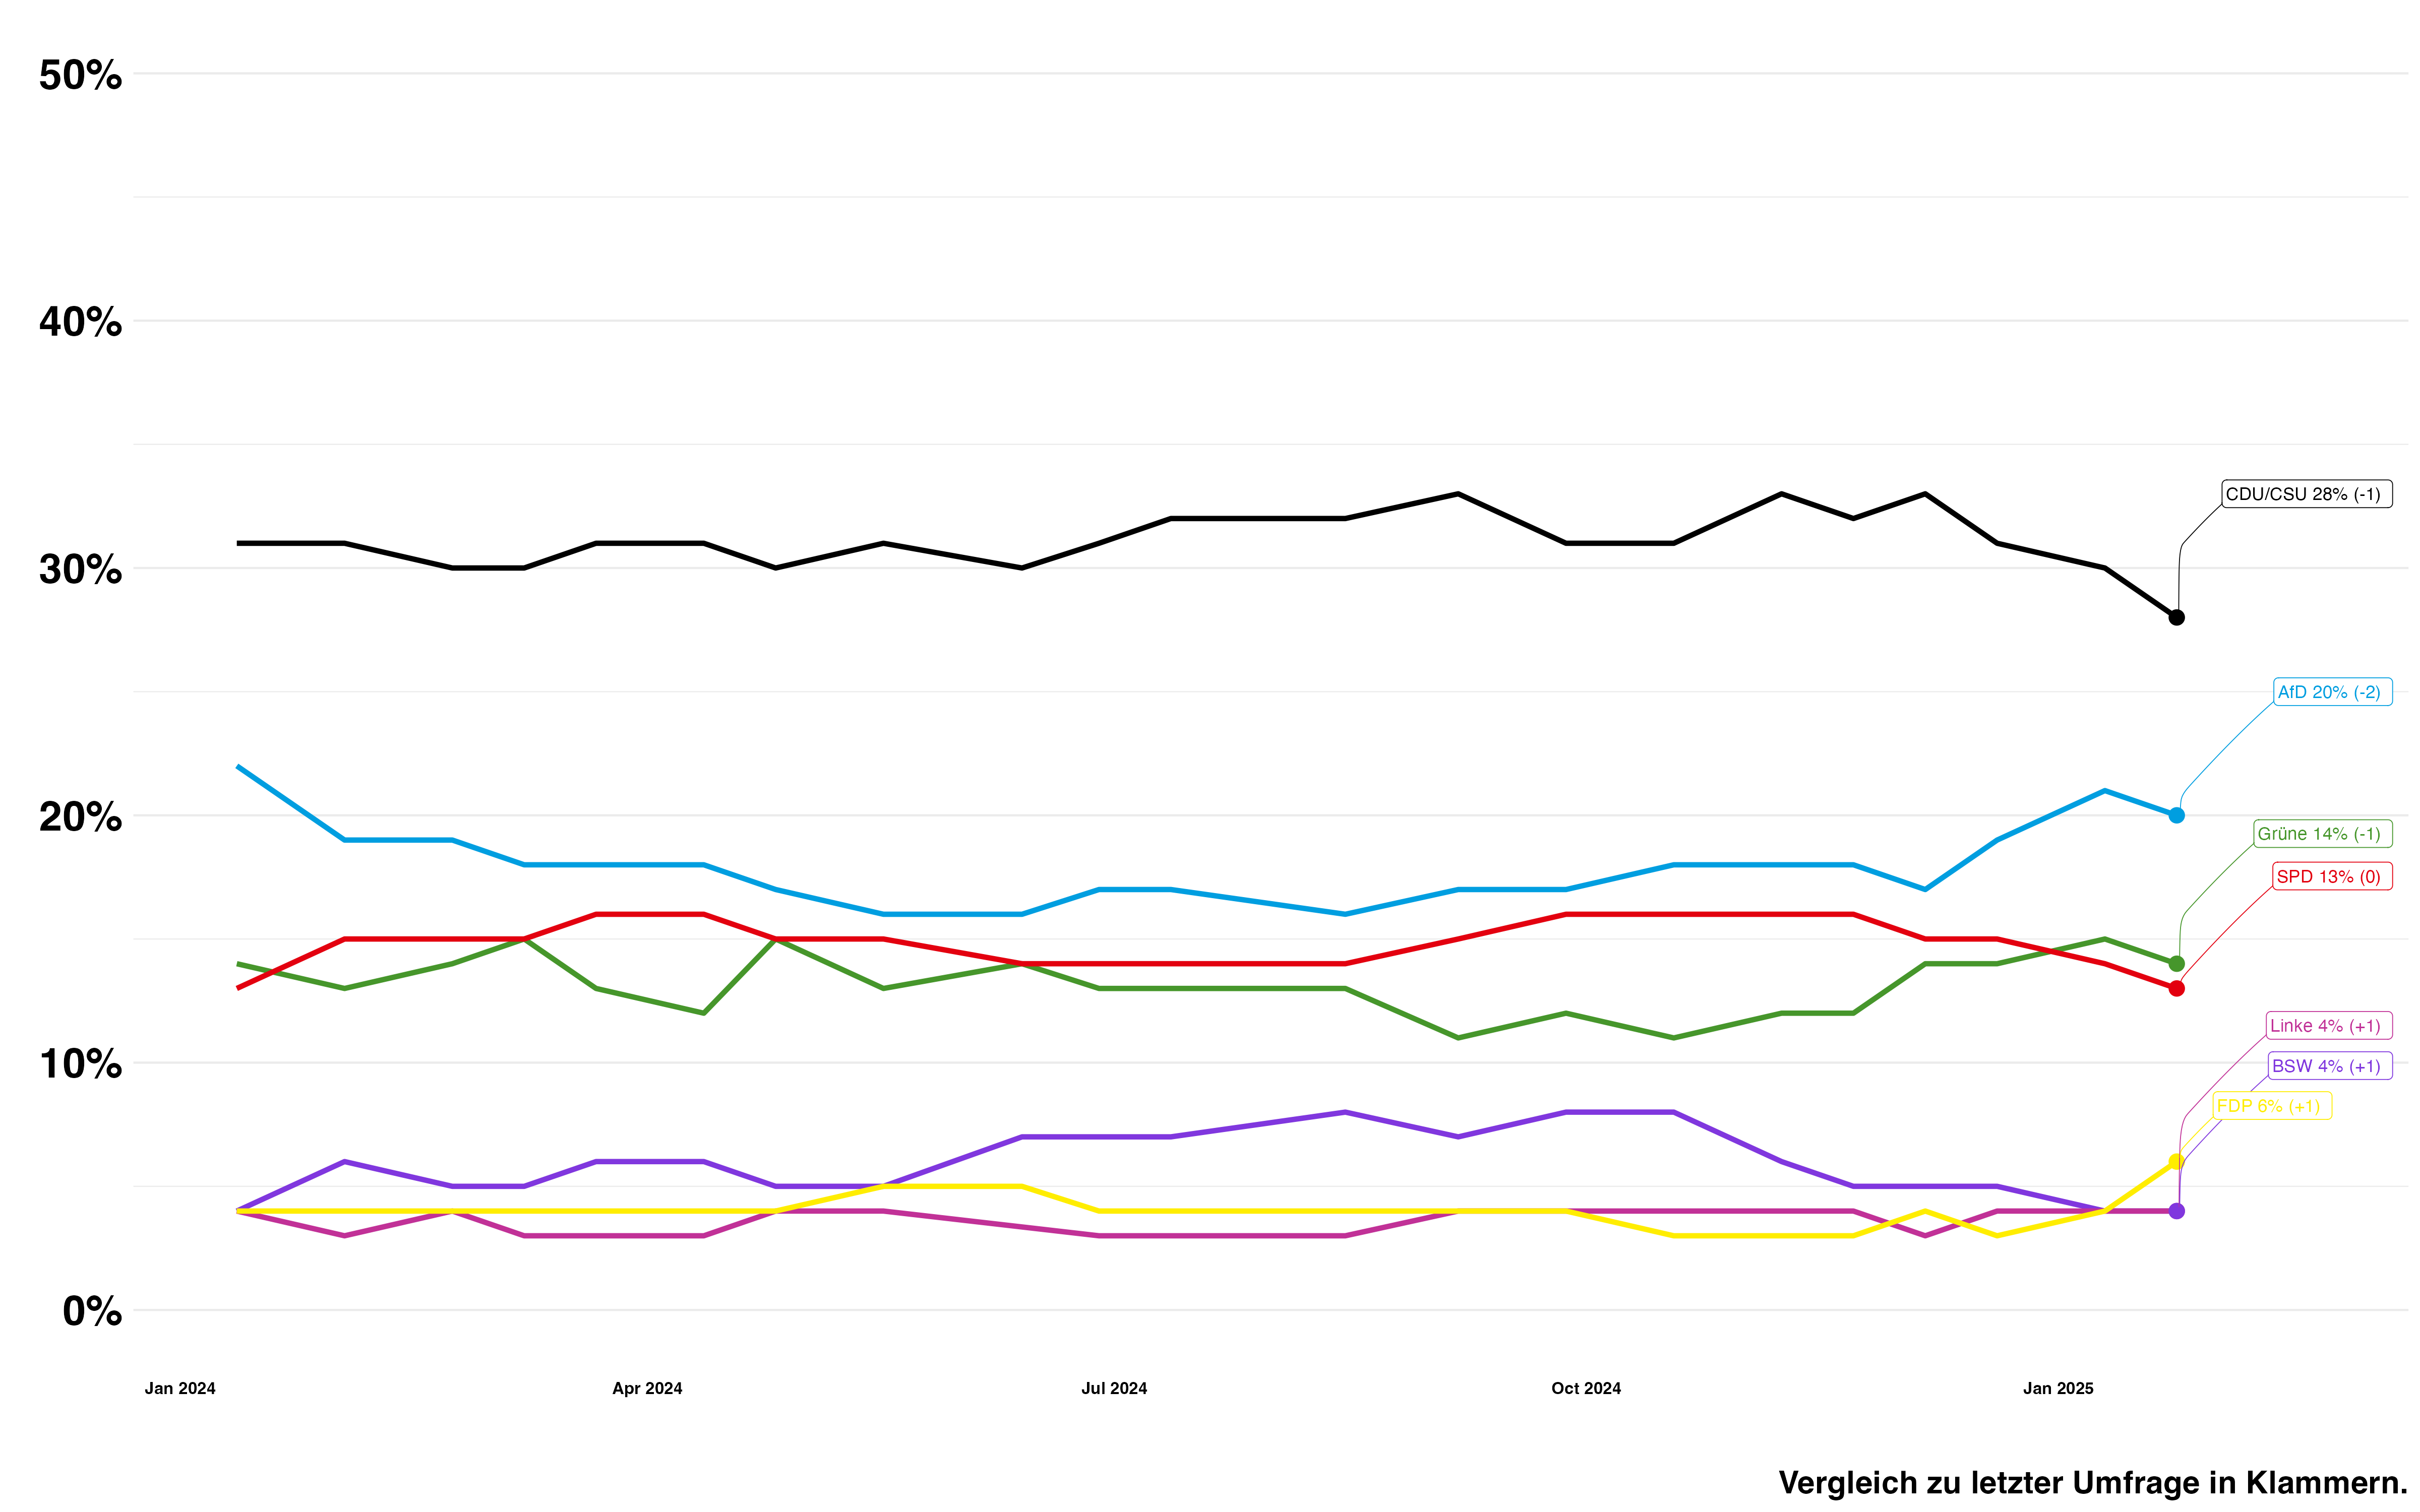 50%
40%
30%
20%
10%
0%
CDU/CSU 28% (-1)
AfD 20% (-2)
Grüne 14% (-1)
SPD 13% (0)
Linke 4% (+1)
BSW 4% (+1)
FDP 6% (+1)
Jan 2024
Apr 2024
Jul 2024
Oct 2024
Jan 2025
Vergleich zu letzter Umfrage in Klammern.